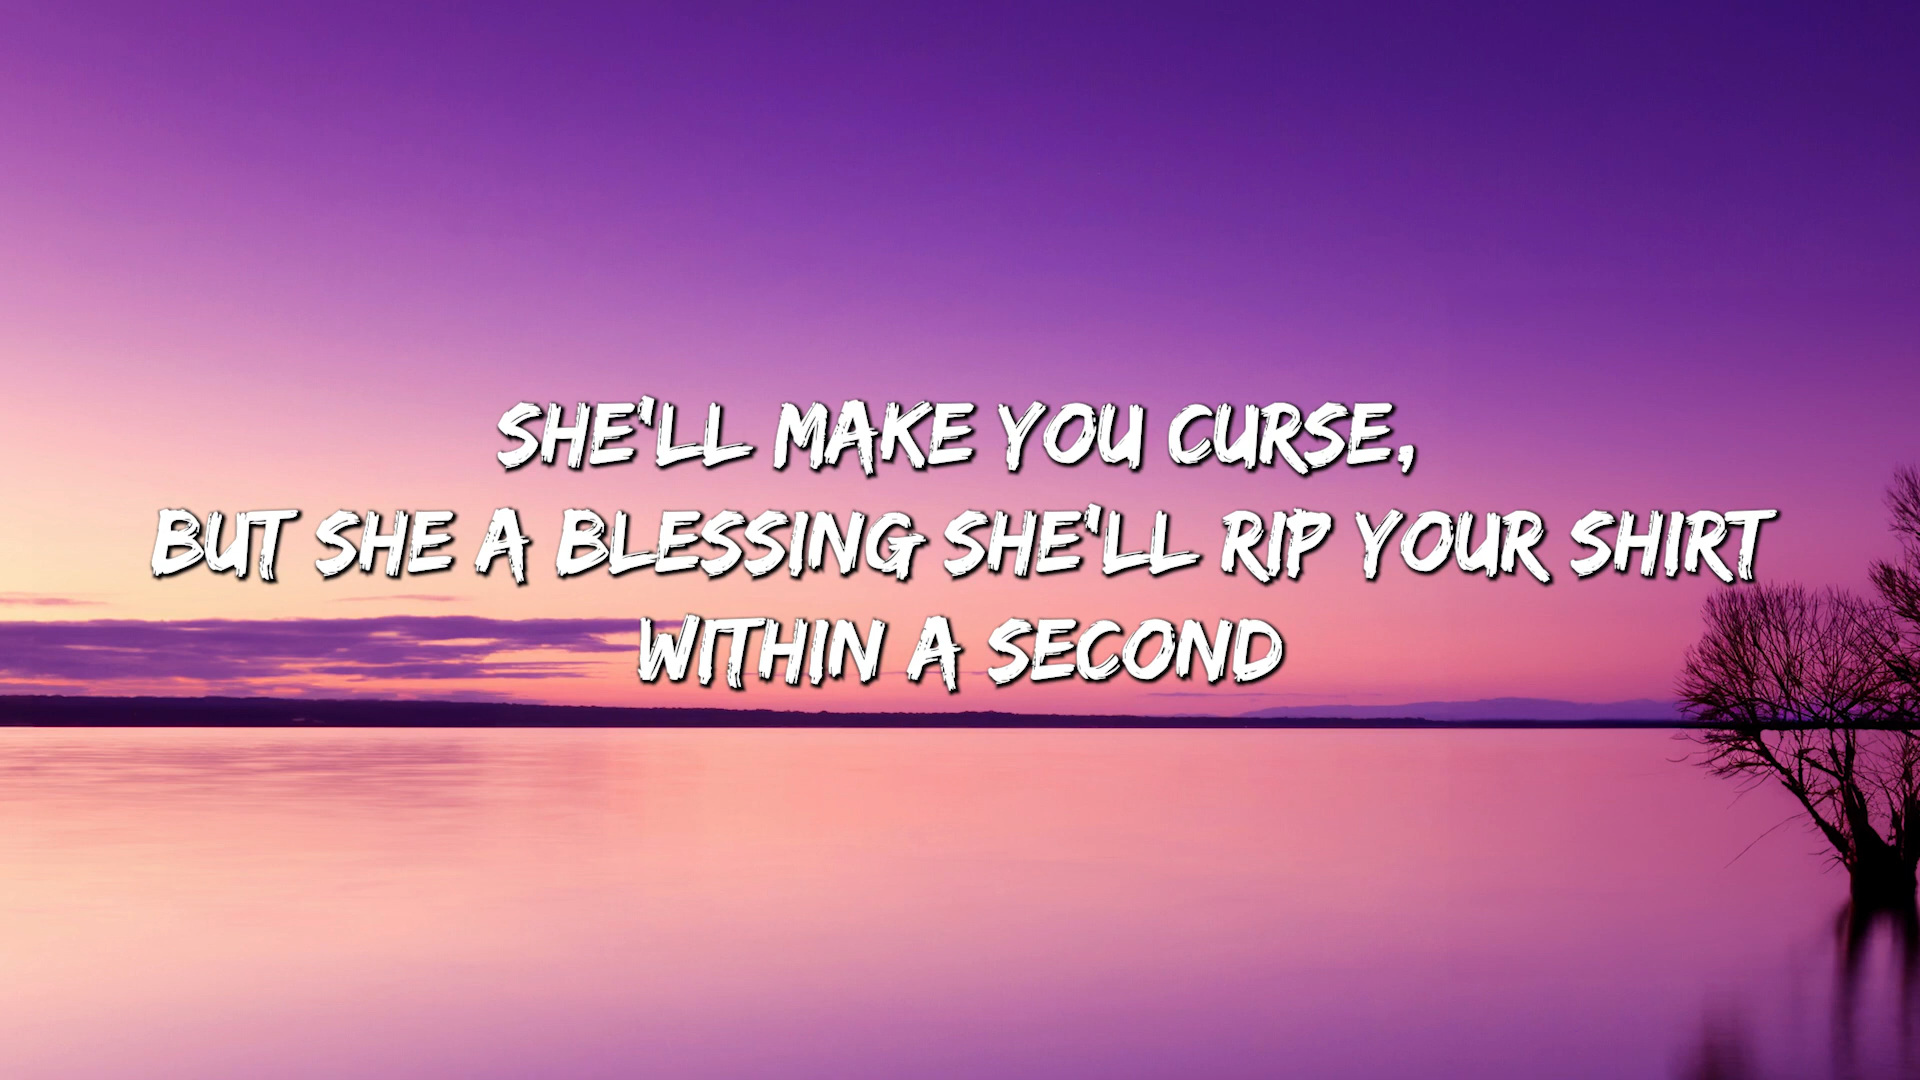 SHE'LL MAKE YOU CURSE,
BUT SHE A BLESSING SHE'LL RIP YOUR SHIRT
WITHIN A SECOND